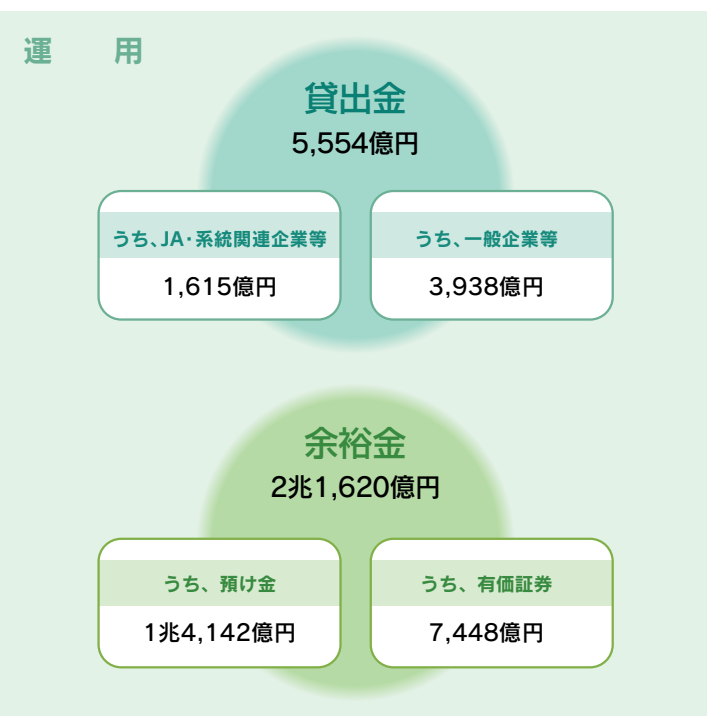 運　用
貸出金
5,554億円
うち、JA・系統関連企業等
1,615億円
うち、一般企業等
3,938億円
余裕金
2兆1,620億円
うち、預け金
1兆4,142億円
うち、有価証券
7,448億円